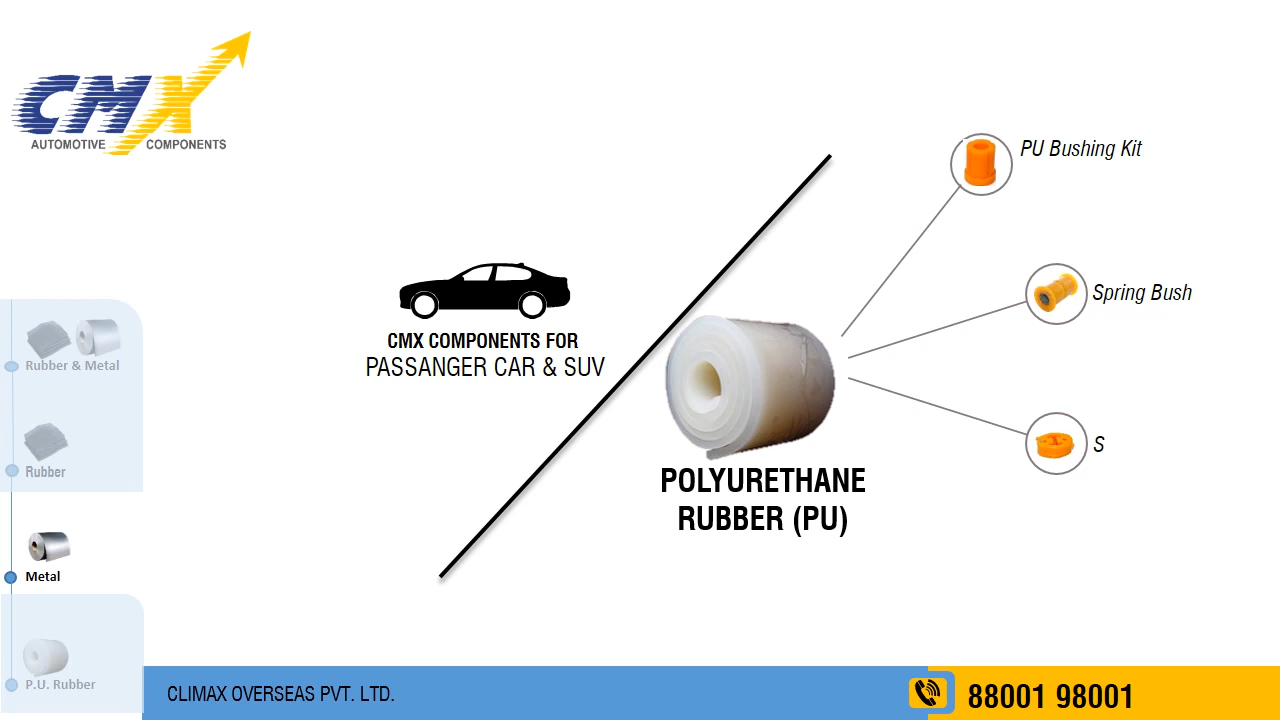 CMX
AUTOMOTIVE COMPONENTS
PU Bushing Kit
Spring Bush
S
CMX COMPONENTS FOR
PASSANGER CAR & SUV
POLYURETHANE
RUBBER (PU)
Rubber & Metal
Rubber
Metal
P.U. Rubber
CLIMAX OVERSEAS PVT. LTD.
88001 98001